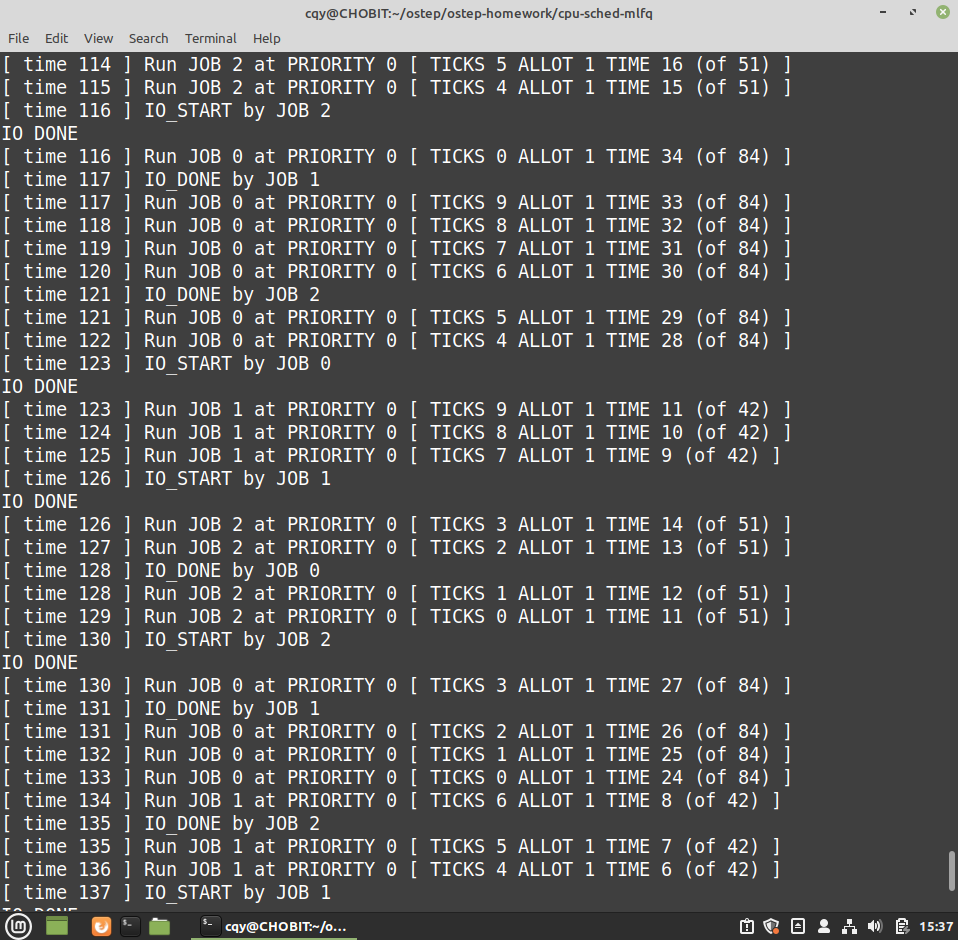 cqy@CHOBIT:~/ostep/ostep-homework/cpu-sched-mlfq
File Edit View Search Terminal Help
[ time 114 ] Run JOB 2 at PRIORITY 0 [ TICKS 5 ALLOT 1 TIME 16 (of 51) ]
[ time 115 ] Run JOB 2 at PRIORITY 0 [ TICKS 4 ALLOT 1 TIME 15 (of 51) ]
[ time 116 ] IO_START by JOB 2
IO DONE
[ time 116 ] Run JOB 0 at PRIORITY 0 [ TICKS 0 ALLOT 1 TIME 34 (of 84) ]
[ time 117 ] IO_DONE by JOB 1
[ time 117 ] Run JOB 0 at PRIORITY 0 [ TICKS 9 ALLOT 1 TIME 33 (of 84) ]
[ time 118 ] Run JOB 0 at PRIORITY 0 [ TICKS 8 ALLOT 1 TIME 32 (of 84) ]
[ time 119 ] Run JOB 0 at PRIORITY 0 [ TICKS 7 ALLOT 1 TIME 31 (of 84) ]
[ time 120 ] Run JOB 0 at PRIORITY 0 [ TICKS 6 ALLOT 1 TIME 30 (of 84) ]
[ time 121 ] IO_DONE by JOB 2
[ time 121 ] Run JOB 0 at PRIORITY 0 [ TICKS 5 ALLOT 1 TIME 29 (of 84) ]
[ time 122 ] Run JOB 0 at PRIORITY 0 [ TICKS 4 ALLOT 1 TIME 28 (of 84) ]
[ time 123 ] IO_START by JOB 0
IO DONE
[ time 123 ] Run JOB 1 at PRIORITY 0 [ TICKS 9 ALLOT 1 TIME 11 (of 42) ]
[ time 124 ] Run JOB 1 at PRIORITY 0 [ TICKS 8 ALLOT 1 TIME 10 (of 42) ]
[ time 125 ] Run JOB 1 at PRIORITY 0 [ TICKS 7 ALLOT 1 TIME 9 (of 42) ]
[ time 126 ] IO_START by JOB 1
IO DONE
[ time 126 ] Run JOB 2 at PRIORITY 0 [ TICKS 3 ALLOT 1 TIME 14 (of 51) ]
[ time 127 ] Run JOB 2 at PRIORITY 0 [ TICKS 2 ALLOT 1 TIME 13 (of 51) ]
[ time 128 ] IO_DONE by JOB 0
[ time 128 ] Run JOB 2 at PRIORITY 0 [ TICKS 1 ALLOT 1 TIME 12 (of 51) ]
[ time 129 ] Run JOB 2 at PRIORITY 0 [ TICKS 0 ALLOT 1 TIME 11 (of 51) ]
[ time 130 ] IO_START by JOB 2
IO DONE
[ time 130 ] Run JOB 0 at PRIORITY 0 [ TICKS 3 ALLOT 1 TIME 27 (of 84) ]
[ time 131 ] IO_DONE by JOB 1
[ time 131 ] Run JOB 0 at PRIORITY 0 [ TICKS 2 ALLOT 1 TIME 26 (of 84) ]
[ time 132 ] Run JOB 0 at PRIORITY 0 [ TICKS 1 ALLOT 1 TIME 25 (of 84) ]
[ time 133 ] Run JOB 0 at PRIORITY 0 [ TICKS 0 ALLOT 1 TIME 24 (of 84) ]
[ time 134 ] Run JOB 1 at PRIORITY 0 [ TICKS 6 ALLOT 1 TIME 8 (of 42) ]
[ time 135 ] IO_DONE by JOB 2
[ time 135 ] Run JOB 1 at PRIORITY 0 [ TICKS 5 ALLOT 1 TIME 7 (of 42) ]
[ time 136 ] Run JOB 1 at PRIORITY 0 [ TICKS 4 ALLOT 1 TIME 6 (of 42) ]
[ time 137 ] IO_START by JOB 1
cqy@CHOBIT:~/o...
15:37